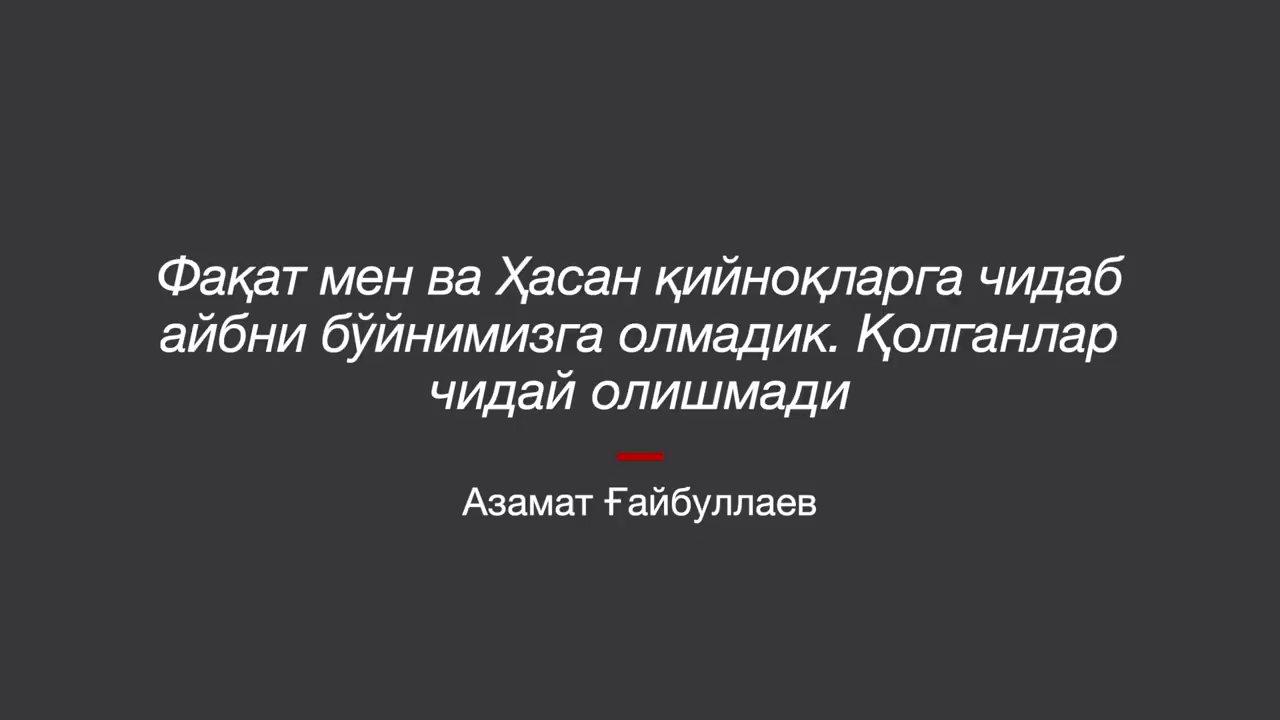 Фақат мен ва Ҳасан қийноқларга чидаб
айбни бўйнимизга олмадик. Қолганлар
чидай олишмади
Азамат Ғайбуллаев